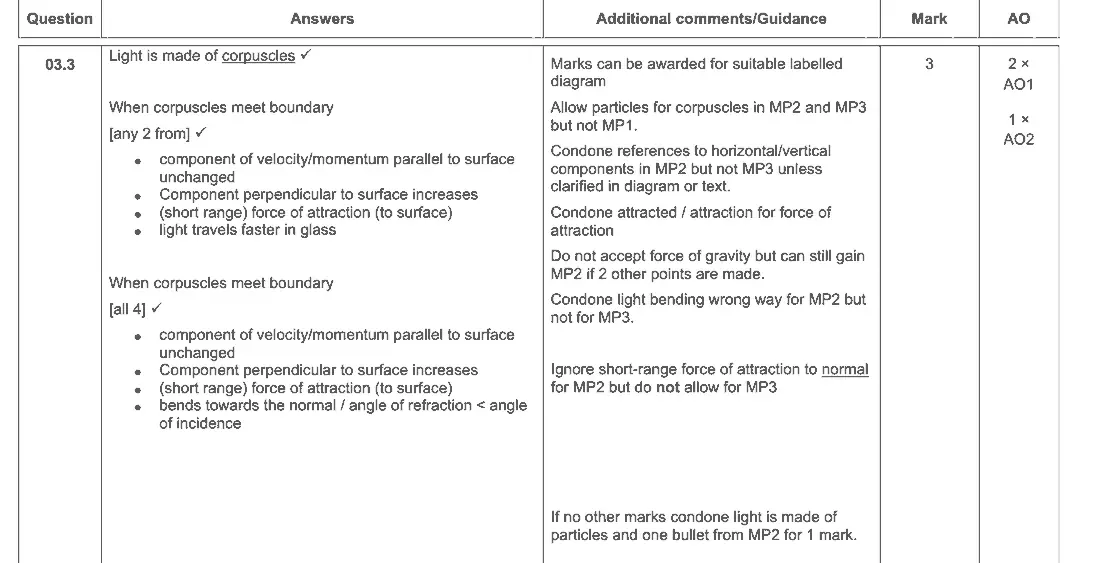 Question Answers Additional comments/Guidance Mark AO
03.3
Light is made of corpuscles ✓
When corpuscles meet boundary
[any 2 from] ✓
• component of velocity/momentum parallel to surface
unchanged
• Component perpendicular to surface increases
• (short range) force of attraction (to surface)
• light travels faster in glass
When corpuscles meet boundary
[all 4] ✓
• component of velocity/momentum parallel to surface
unchanged
• Component perpendicular to surface increases
• (short range) force of attraction (to surface)
• bends towards the normal / angle of refraction < angle
of incidence
Marks can be awarded for suitable labelled
diagram
Allow particles for corpuscles in MP2 and MP3
but not MP1.
Condone references to horizontal/vertical
components in MP2 but not MP3 unless
clarified in diagram or text.
Condone attracted / attraction for force of
attraction
Do not accept force of gravity but can still gain
MP2 if 2 other points are made.
Condone light bending wrong way for MP2 but
not for MP3.
Ignore short-range force of attraction to normal
for MP2 but do not allow for MP3
If no other marks condone light is made of
particles and one bullet from MP2 for 1 mark.
3
2 ×
AO1
1 ×
AO2